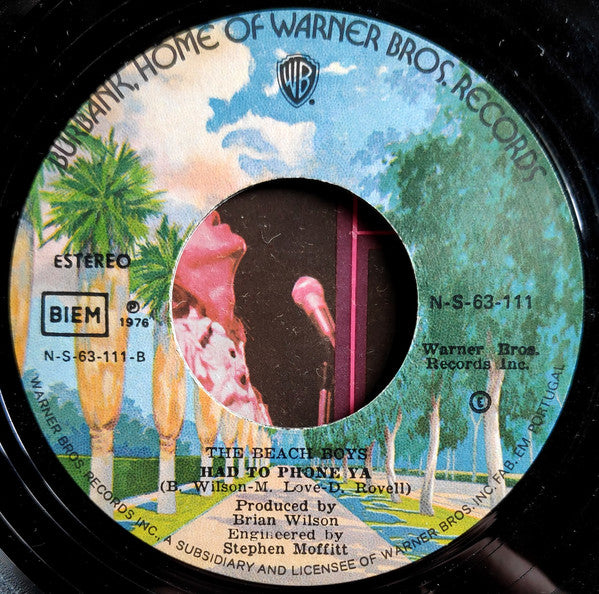 BURBANK, HOME OF WARNER BROS. RECORDS
WB
ESTEREO
BIEM
℗
1976
N-S-63-111-B
N-S-63-111
Warner Bros.
Records Inc.
©
THE BEACH BOYS
HAD TO PHONE YA
(B. Wilson-M. Love-D. Rovell)
Produced by
Brian Wilson
Engineered by
Stephen Moffitt
WARNER BROS. RECORDS INC., A SUBSIDIARY AND LICENSEE OF WARNER BROS. INC. FAB. EM. PORTUGAL